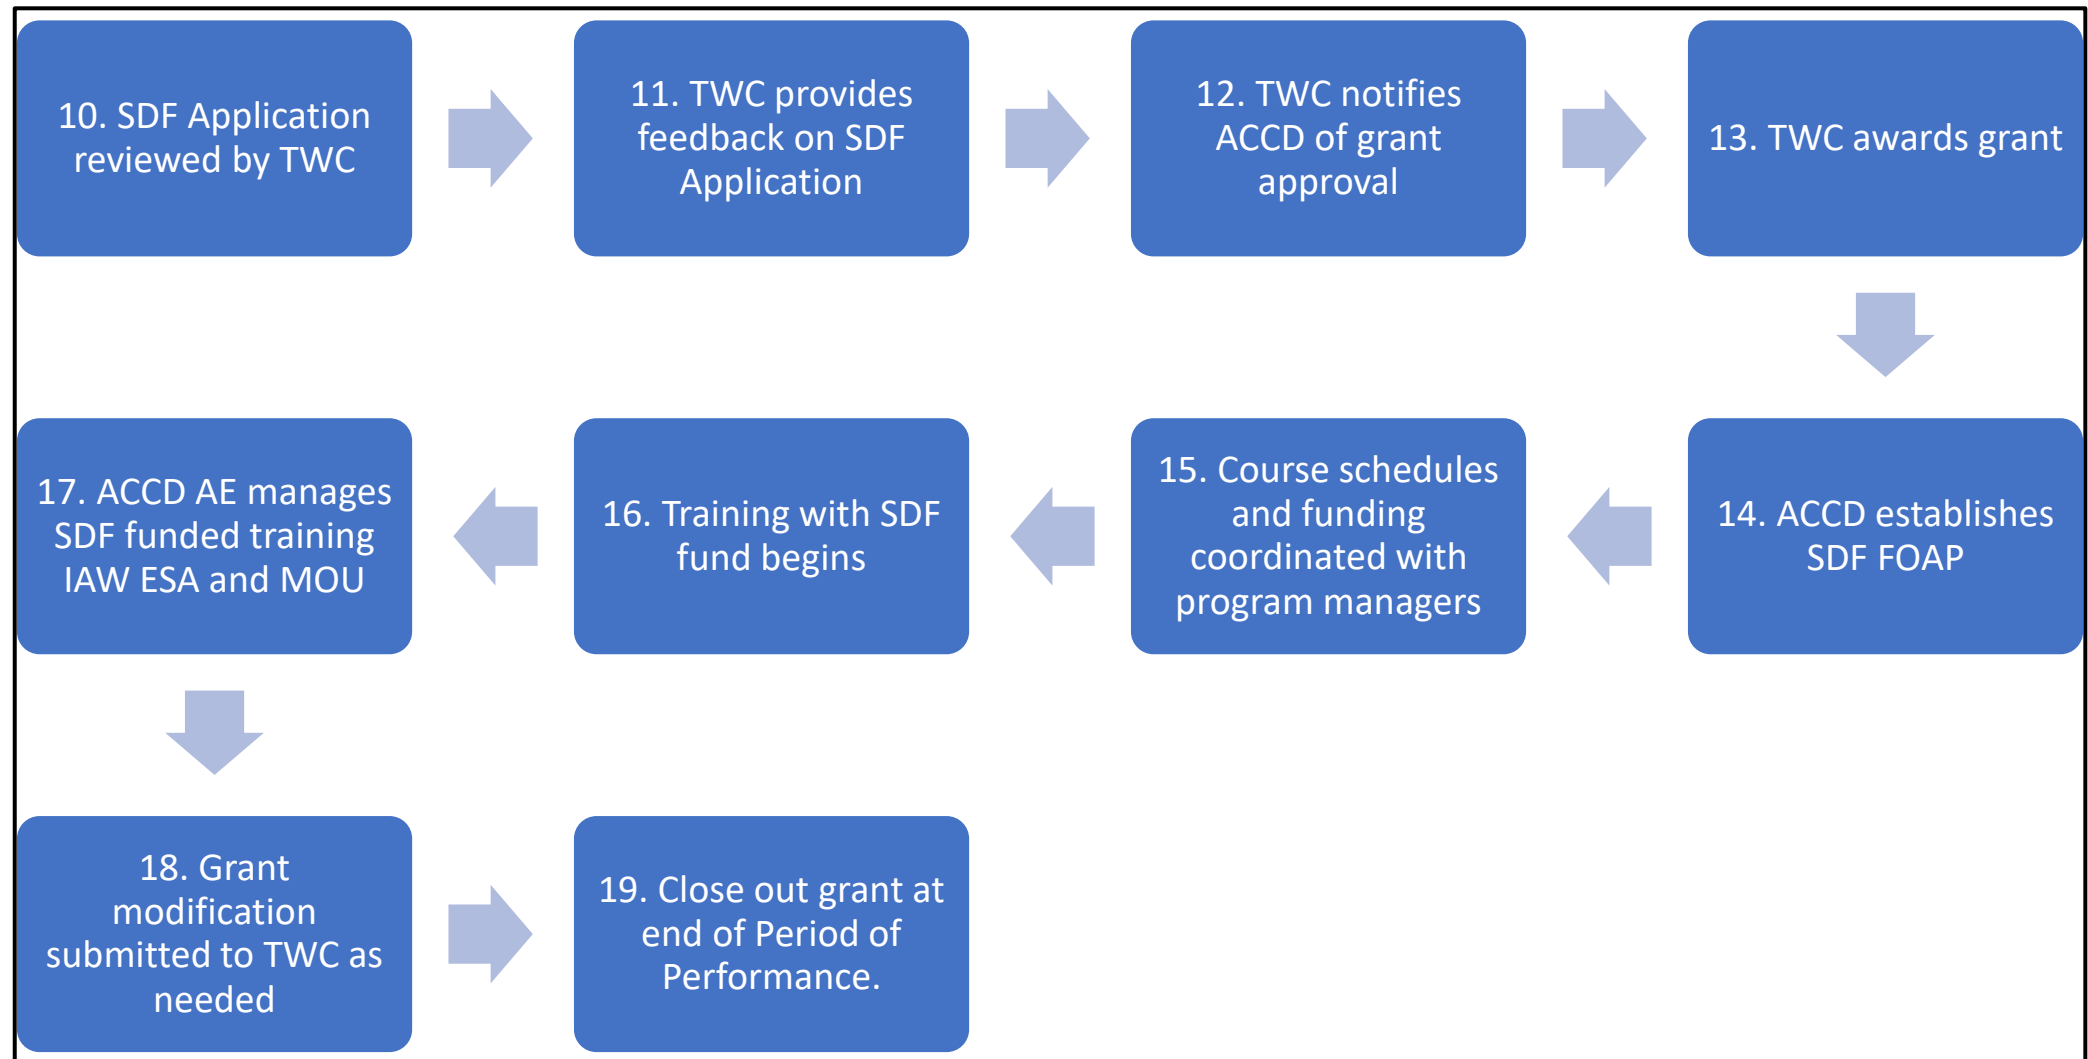 10. SDF Application
reviewed by TWC
11. TWC provides
feedback on SDF
Application
12. TWC notifies
ACCD of grant
approval
13. TWC awards grant
14. ACCD establishes
SDF FOAP
15. Course schedules
and funding
coordinated with
program managers
16. Training with SDF
fund begins
17. ACCD AE manages
SDF funded training
IAW ESA and MOU
18. Grant
modification
submitted to TWC as
needed
19. Close out grant at
end of Period of
Performance.